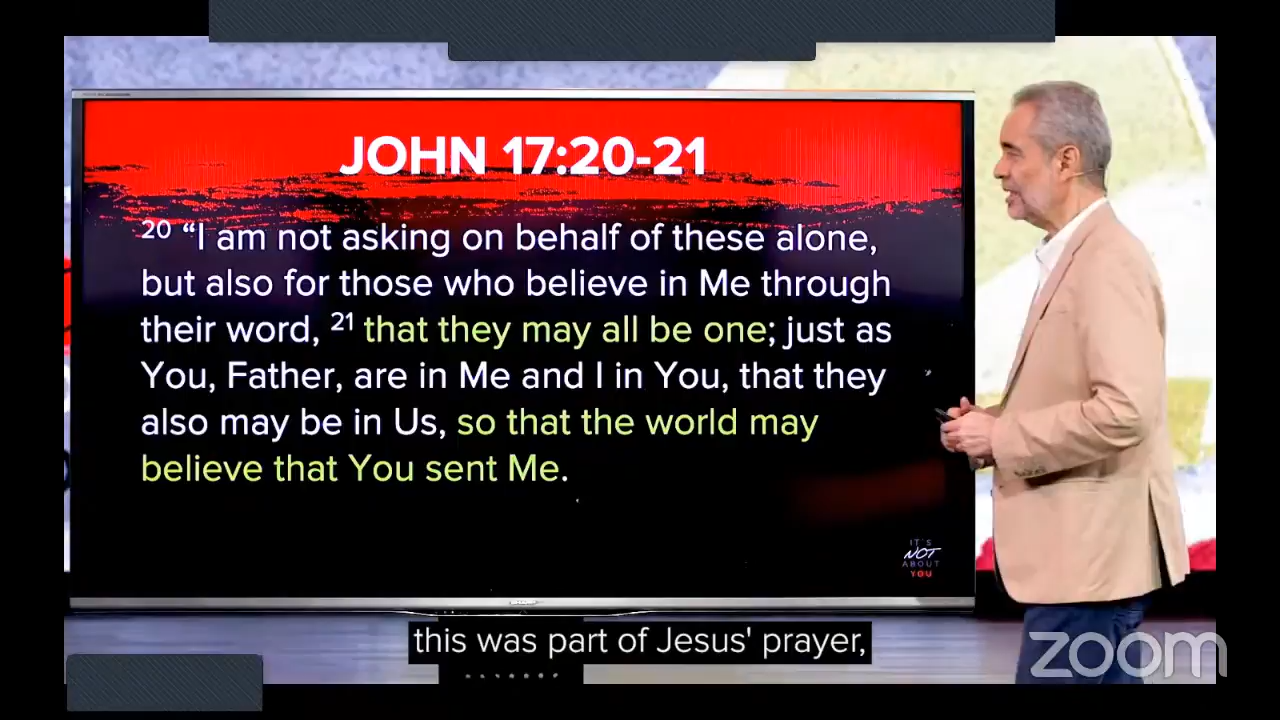 JOHN 17:20-21
20 “I am not asking on behalf of these alone,
but also for those who believe in Me through
their word, 21 that they may all be one; just as
You, Father, are in Me and I in You, that they
also may be in Us, so that the world may
believe that You sent Me.
IT'S
NOT
ABOUT
YOU
this was part of Jesus' prayer,
zoom